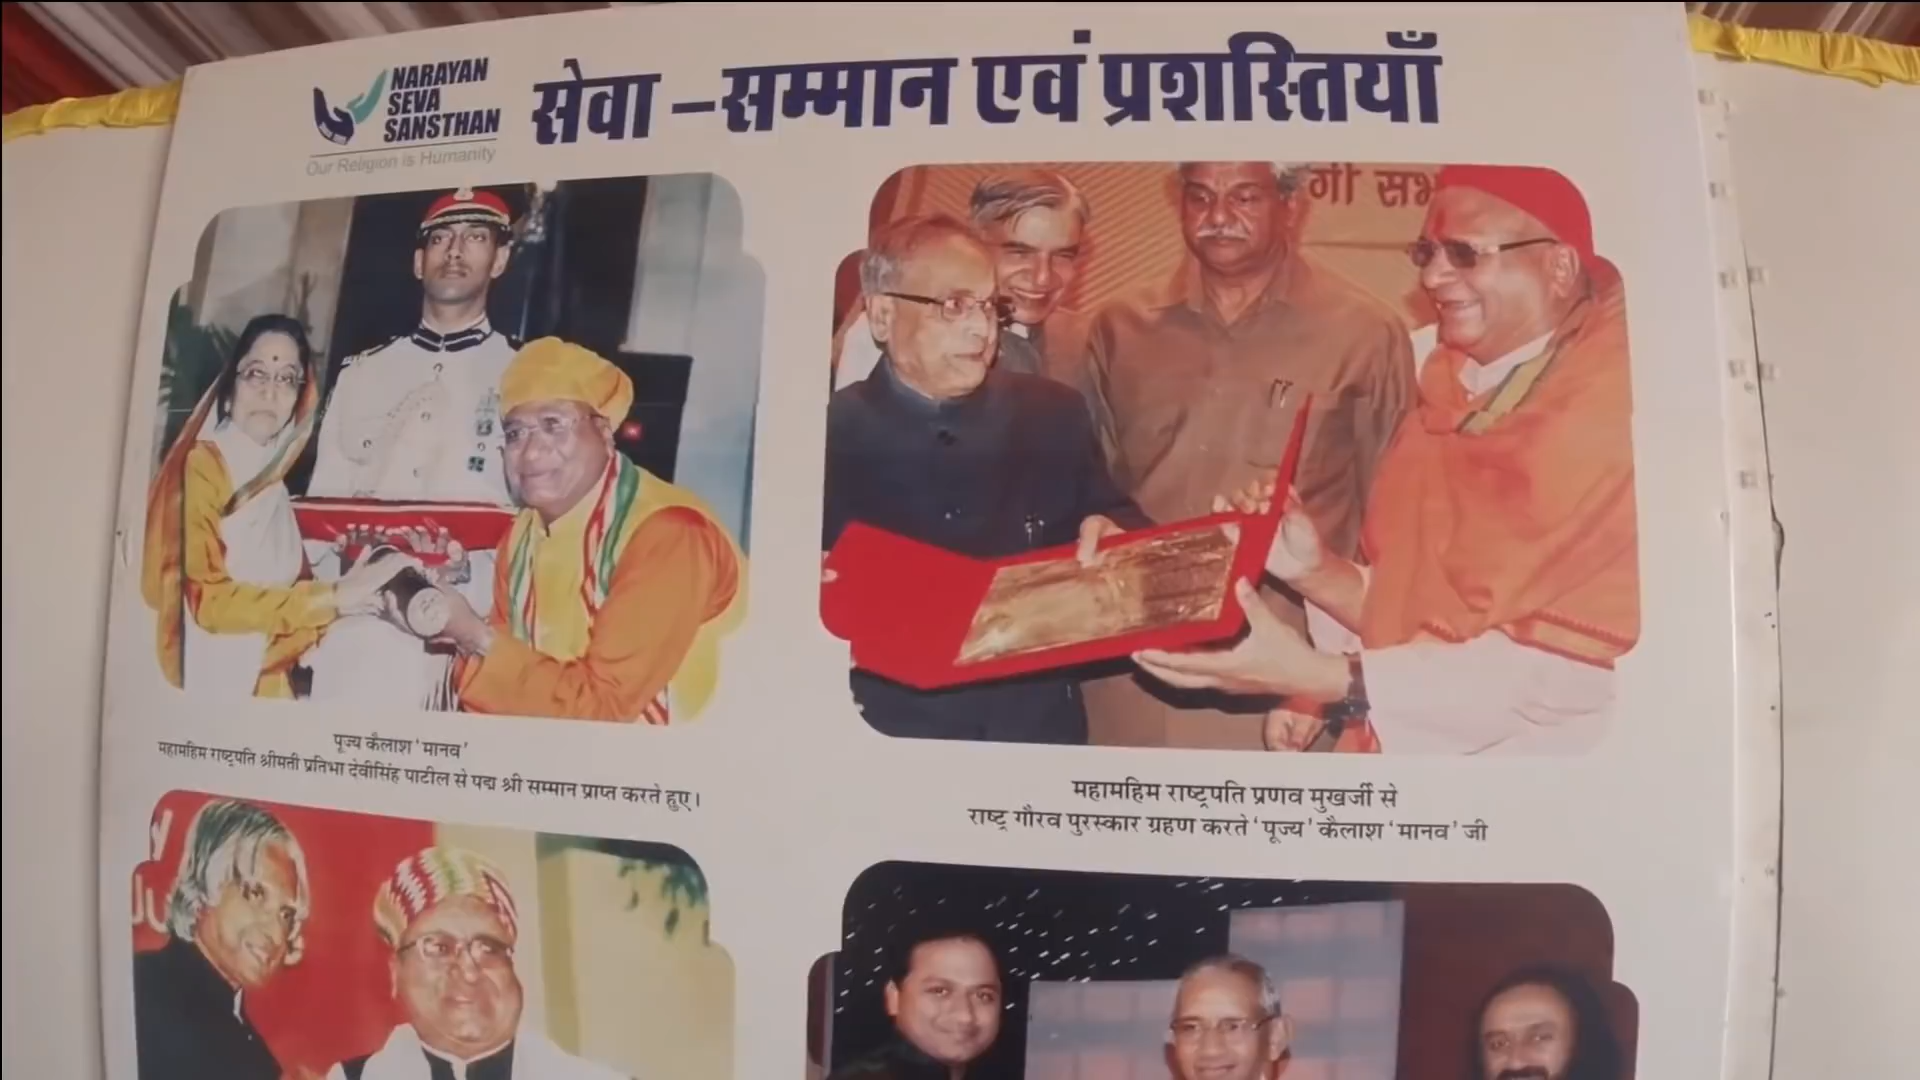 NARAYAN
SEVA
SANSTHAN
Our Religion is Humanity
सेवा –सम्मान एवं प्रशस्तियाँ
गी सभ
पूज्य कैलाश 'मानव'
महामहिम राष्ट्रपति श्रीमती प्रतिभा देवीसिंह पाटील से पद्म श्री सम्मान प्राप्त करते हुए।
महामहिम राष्ट्रपति प्रणव मुखर्जी से
राष्ट्र गौरव पुरस्कार ग्रहण करते 'पूज्य' कैलाश 'मानव' जी